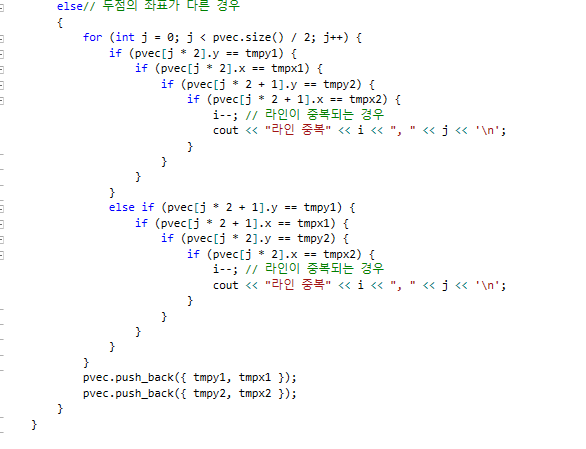 else// 두점의 좌표가 다른 경우
{
for (int j = 0; j < pvec.size() / 2; j++) {
if (pvec[j * 2].y == tmpy1) {
if (pvec[j * 2].x == tmpx1) {
if (pvec[j * 2 + 1].y == tmpy2) {
if (pvec[j * 2 + 1].x == tmpx2) {
i--; // 라인이 중복되는 경우
cout << "라인 중복" << i << ", " << j << '\n';
}
}
}
}
else if (pvec[j * 2 + 1].y == tmpy1) {
if (pvec[j * 2 + 1].x == tmpx1) {
if (pvec[j * 2].y == tmpy2) {
if (pvec[j * 2].x == tmpx2) {
i--; // 라인이 중복되는 경우
cout << "라인 중복" << i << ", " << j << '\n';
}
}
}
}
}
pvec.push_back({ tmpy1, tmpx1 });
pvec.push_back({ tmpy2, tmpx2 });
}
}